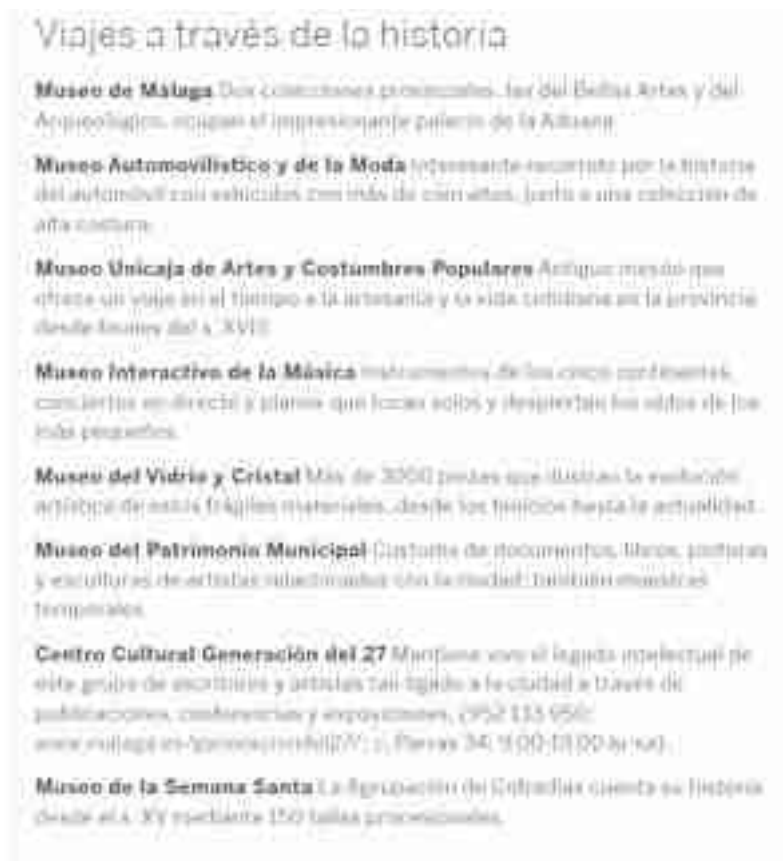 Viajes a través de la historia
Museo de Málaga Dos colecciones provinciales, las del Bellas Artes y del
Arqueológico, ocupan el impresionante palacio de la Aduana.
Museo Automovilístico y de la Moda Interesante recorrido por la historia
del automóvil con vehículos con más de cien años, junto a una colección de
alta costura.
Museo Unicaja de Artes y Costumbres Populares Antiguo mesón que
ofrece un viaje en el tiempo a la artesanía y la vida cotidiana en la provincia
desde finales del s. XVIII.
Museo Interactivo de la Música Instrumentos de los cinco continentes,
conciertos en directo y pianos que tocan solos y despiertan los oídos de los
más pequeños.
Museo del Vidrio y Cristal Más de 3000 piezas que ilustran la evolución
artística de estos frágiles materiales, desde los fenicios hasta la actualidad.
Museo del Patrimonio Municipal Custodia de documentos, libros, pinturas
y esculturas de artistas relacionados con la ciudad; también muestras
temporales.
Centro Cultural Generación del 27 Mantiene vivo el legado intelectual de
este grupo de escritores y artistas tan ligado a la ciudad a través de
publicaciones, conferencias y exposiciones.
Parras 34; 9.00-13.00
Museo de la Semana Santa La Agrupación de Cofradías cuenta su historia
desde el s. XV mediante 150 tallas procesionales.